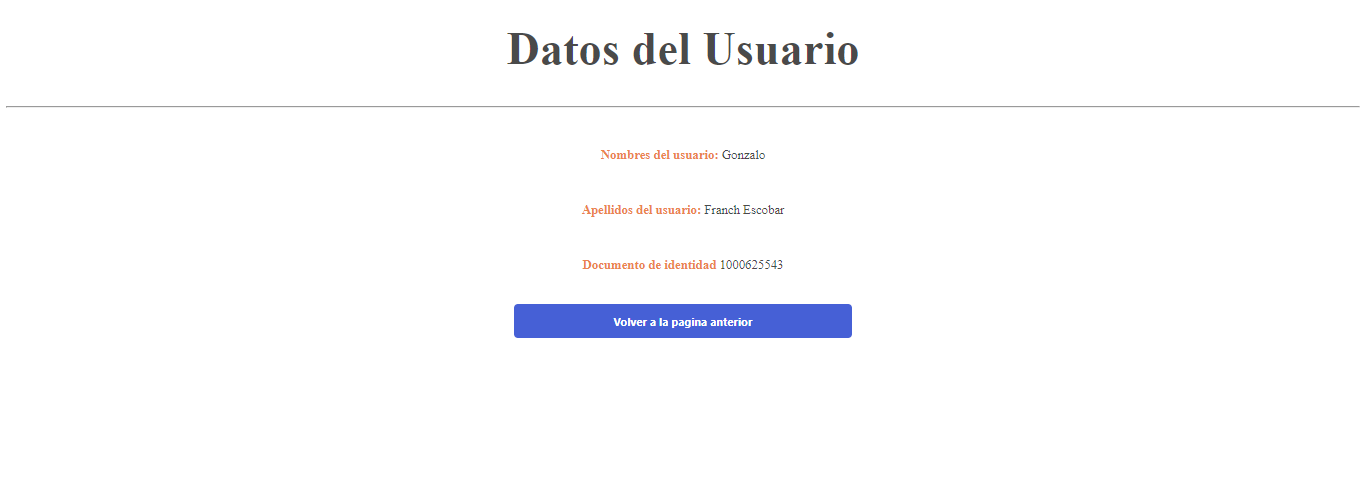 Datos del Usuario
Nombres del usuario: Gonzalo
Apellidos del usuario: Franch Escobar
Documento de identidad 1000625543
Volver a la pagina anterior